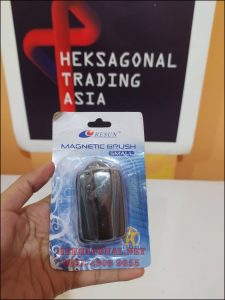 HEKSAGONAL
TRADING
ASIA
RESUN
MAGNETIC BRUSH
SMALL